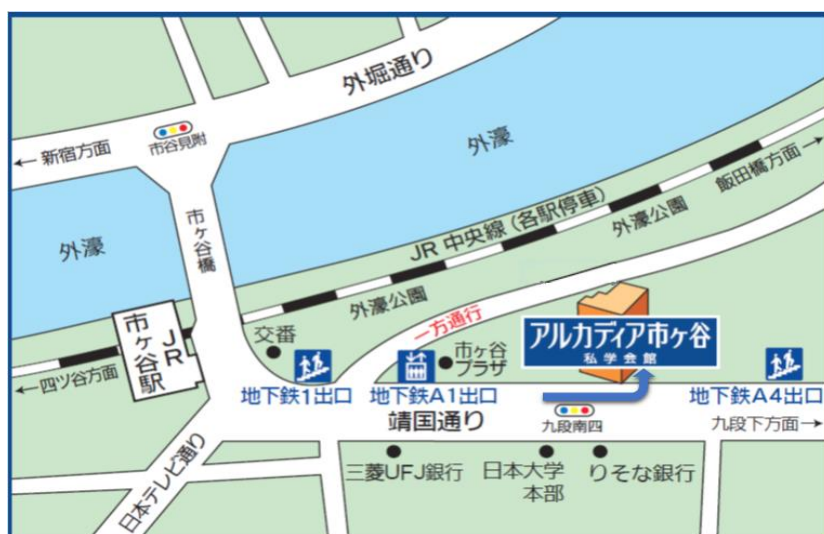 外堀通り
市谷見附
←新宿方面
外濠
飯田橋方面→
市ヶ谷橋
外濠
JR 中央線(各駅停車)
外濠公園
外濠公園
JR
市ヶ谷駅
交番
一方通行
市ヶ谷
プラザ
アルカディア市ヶ谷
私学会館
←四ツ谷方面
地下鉄1出口
地下鉄A1出口
地下鉄A4出口
靖国通り
九段南四
九段下方面→
日本テレビ通り
三菱UFJ銀行
日本大学
本部
りそな銀行